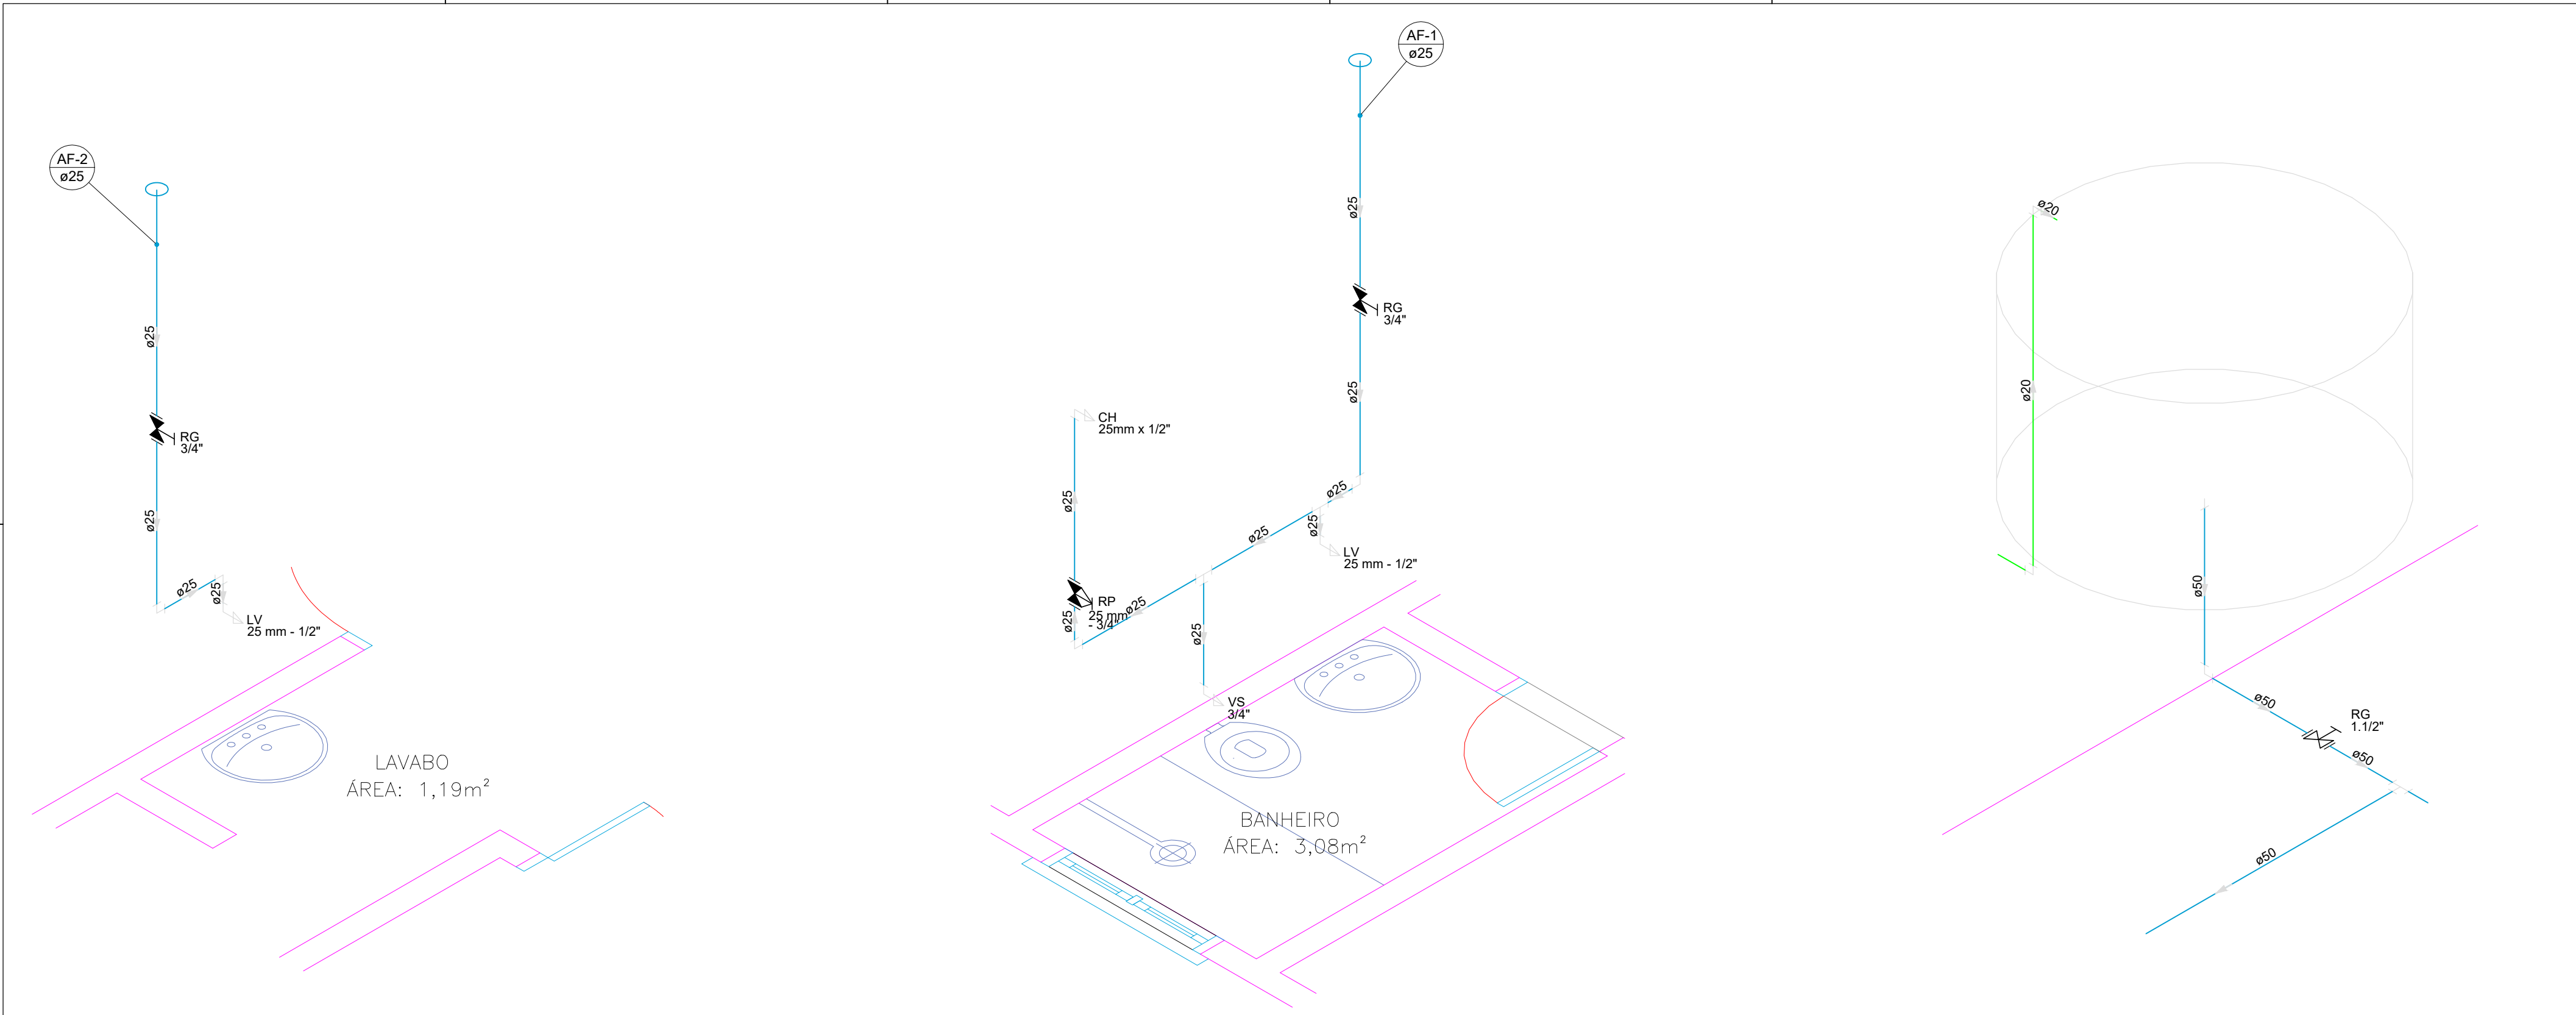 AF-2
ø25
ø25
RG
3/4"
ø25
ø25
ø25
LV
25 mm - 1/2"
LAVABO
ÁREA: 1,19m²
AF-1
ø25
ø25
RG
3/4"
ø25
CH
25mm x 1/2"
ø25
ø25
ø25
ø25
LV
25 mm - 1/2"
RP
25 mm
- 3/4"
ø25
ø25
ø25
VS
3/4"
BANHEIRO
ÁREA: 3,08m²
ø20
ø20
ø50
ø50
RG
1.1/2"
ø50
ø50